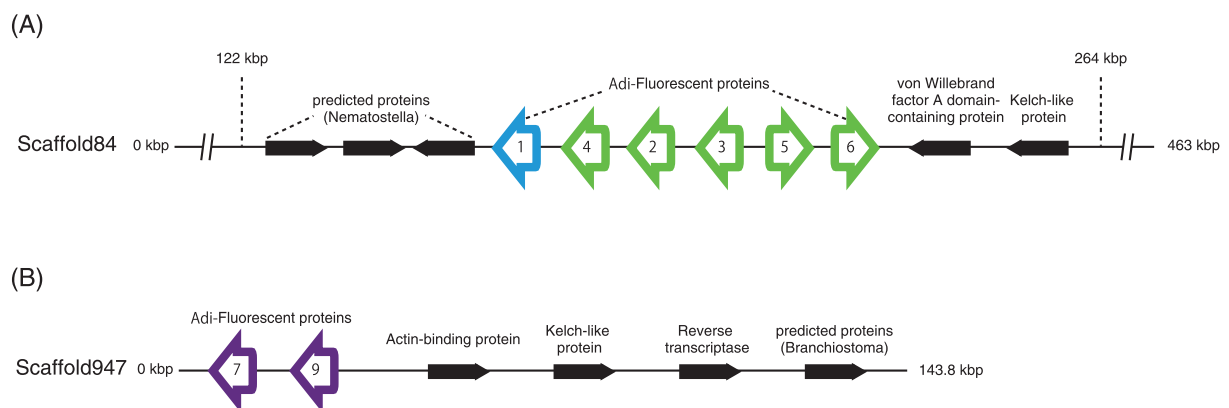 (A)
122 kbp
264 kbp
predicted proteins
(Nematostella)
Adi-Fluorescent proteins
von Willebrand
factor A domain-
containing protein
Kelch-like
protein
Scaffold84
0 kbp
1
4
2
3
5
6
463 kbp
(B)
Adi-Fluorescent proteins
Actin-binding protein
Kelch-like
protein
Reverse
transcriptase
predicted proteins
(Branchiostoma)
Scaffold947
0 kbp
7
9
143.8 kbp